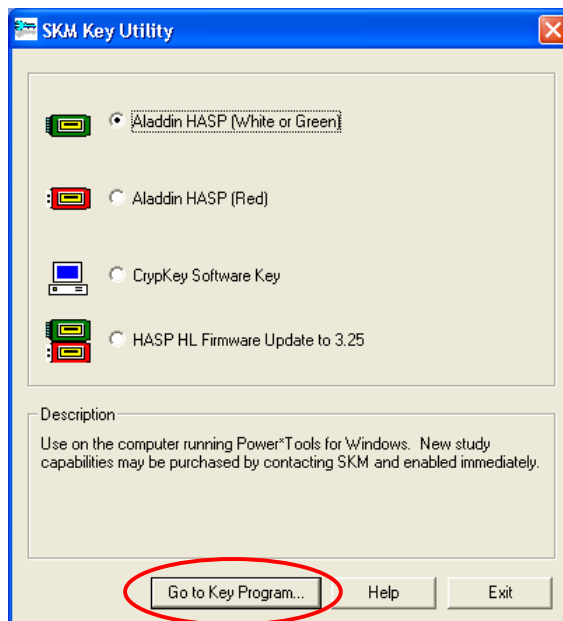 SKM Key Utility
Aladdin HASP (White or Green)
Aladdin HASP (Red)
CrypKey Software Key
HASP HL Firmware Update to 3.25
Description
Use on the computer running Power*Tools for Windows.  New study
capabilities may be purchased by contacting SKM and enabled immediately.
Go to Key Program... Help Exit